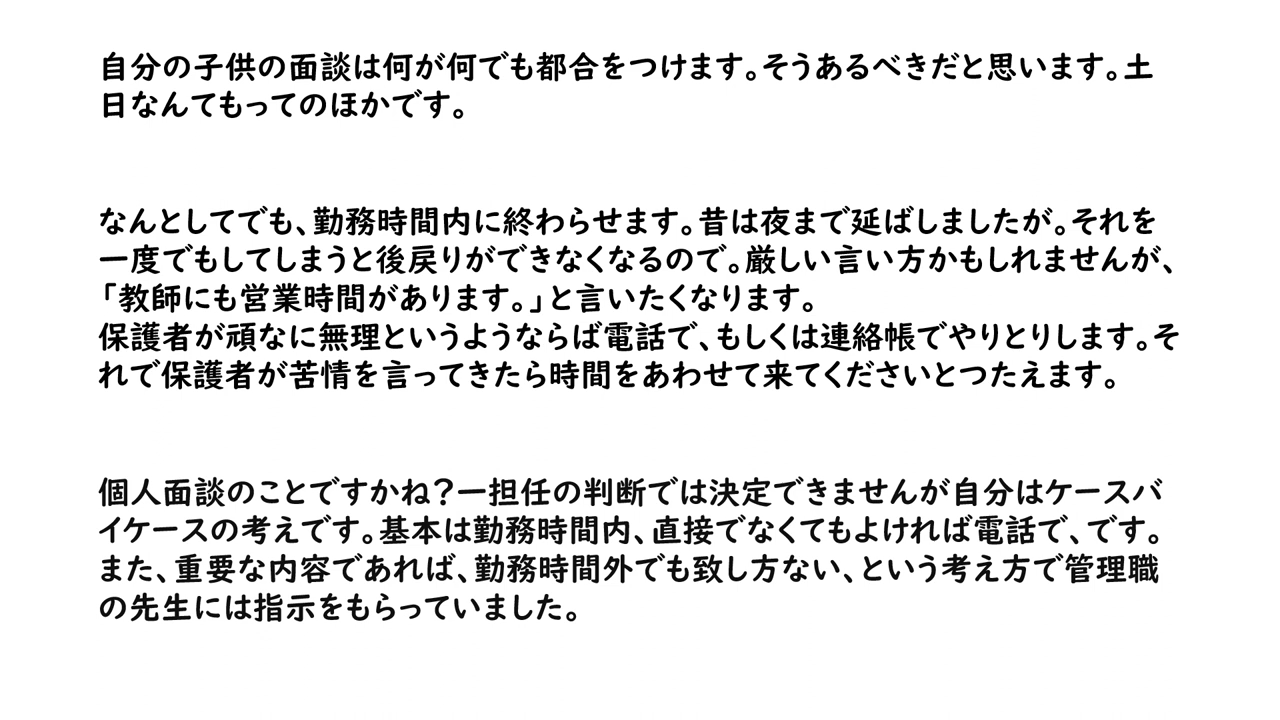 自分の子供の面談は何が何でも都合をつけます。そうあるべきだと思います。土
日なんてもってのほかです。
なんとしてでも、勤務時間内に終わらせます。昔は夜まで延ばしましたが。それを
一度でもしてしまうと後戻りができなくなるので。厳しい言い方かもしれませんが、
「教師にも営業時間があります。」と言いたくなります。
保護者が頑なに無理というようならば電話で、もしくは連絡帳でやりとりします。そ
れで保護者が苦情を言ってきたら時間をあわせて来てくださいとつたえます。
個人面談のことですかね？一担任の判断では決定できませんが自分はケースバ
イケースの考えです。基本は勤務時間内、直接でなくてもよければ電話で、です。
また、重要な内容であれば、勤務時間外でも致し方ない、という考え方で管理職
の先生には指示をもらっていました。